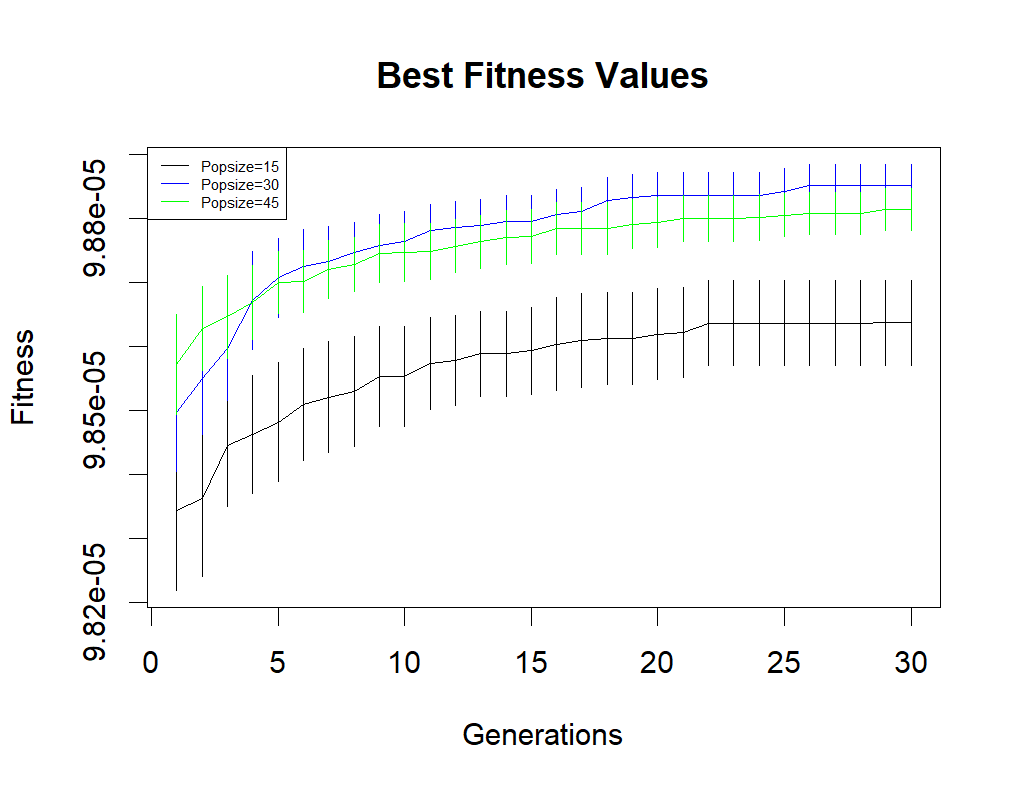 Best Fitness Values
Popsize=15
Popsize=30
Popsize=45
Fitness
9.88e-05
9.85e-05
9.82e-05
0 5 10 15 20 25 30
Generations